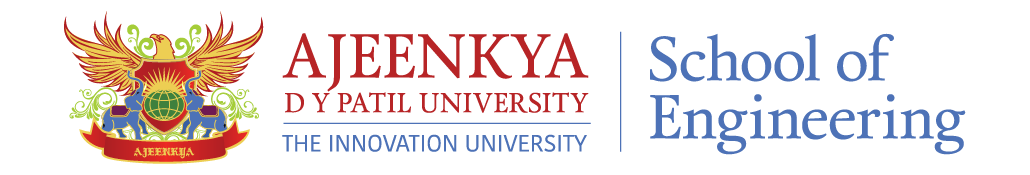 AJEENKYA
D Y PATIL UNIVERSITY
THE INNOVATION UNIVERSITY
AJEENKYA
School of
Engineering